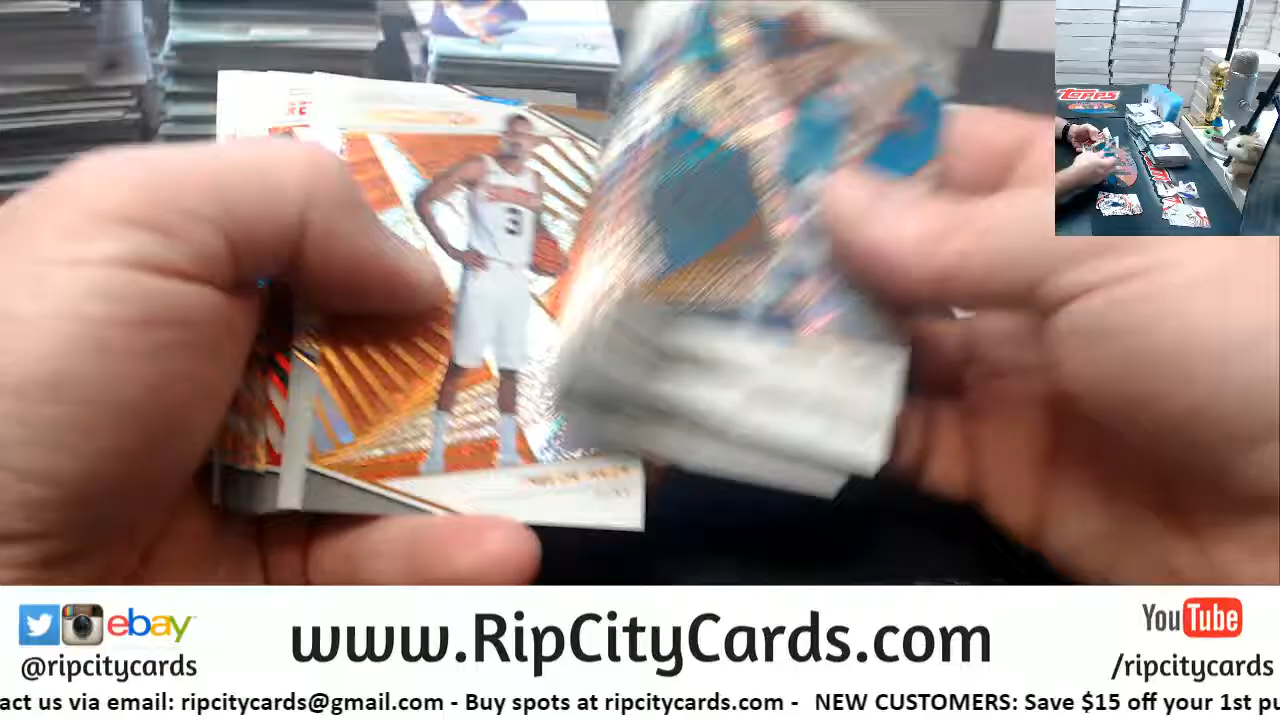 3
Topps
ebay
@ripcitycards
www.RipCityCards.com
YouTube
/ripcitycards
act us via email: ripcitycards@gmail.com - Buy spots at ripcitycards.com - NEW CUSTOMERS: Save $15 off your 1st pu